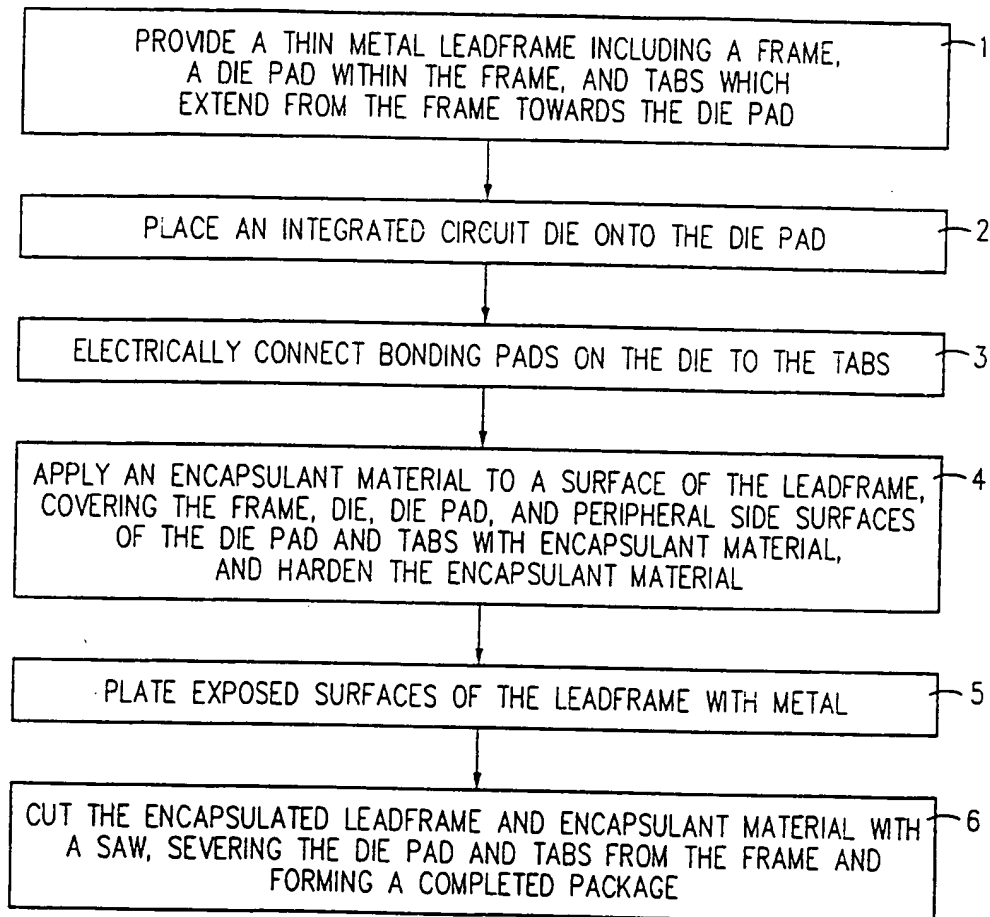 PROVIDE A THIN METAL LEADFRAME INCLUDING A FRAME,
A DIE PAD WITHIN THE FRAME, AND TABS WHICH
EXTEND FROM THE FRAME TOWARDS THE DIE PAD
1
PLACE AN INTEGRATED CIRCUIT DIE ONTO THE DIE PAD
2
ELECTRICALLY CONNECT BONDING PADS ON THE DIE TO THE TABS
3
APPLY AN ENCAPSULANT MATERIAL TO A SURFACE OF THE LEADFRAME,
COVERING THE FRAME, DIE, DIE PAD, AND PERIPHERAL SIDE SURFACES
OF THE DIE PAD AND TABS WITH ENCAPSULANT MATERIAL,
AND HARDEN THE ENCAPSULANT MATERIAL
4
PLATE EXPOSED SURFACES OF THE LEADFRAME WITH METAL
5
CUT THE ENCAPSULATED LEADFRAME AND ENCAPSULANT MATERIAL WITH
A SAW, SEVERING THE DIE PAD AND TABS FROM THE FRAME AND
FORMING A COMPLETED PACKAGE
6